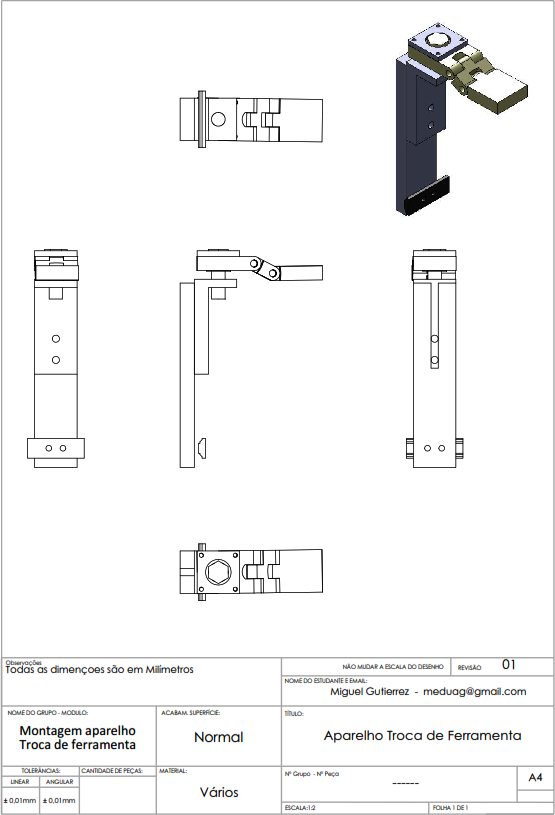 Observações
Todas as dimençoes são em Milímetros
NÃO MUDAR A ESCALA DO DESENHO
REVISÃO
01
NOME DO ESTUDANTE E EMAIL:
Miguel Gutierrez - meduag@gmail.com
NOME DO GRUPO - MODULO:
Montagem aparelho
Troca de ferramenta
ACABAM. SUPERFÍCIE:
Normal
TÍTULO:
Aparelho Troca de Ferramenta
TOLERÂNCIAS:
LINEAR
ANGULAR
± 0,01mm
± 0,01mm
CANTIDADE DE PEÇAS:
MATERIAL:
Vários
Nº Grupo - Nº Peça
------
A4
ESCALA:1:2
FOLHA 1 DE 1